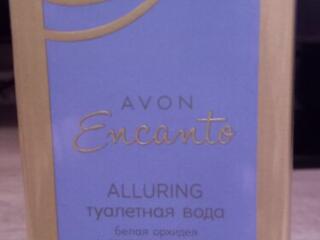 AVON
Encanto
ALLURING
туалетная вода
белая орхидея